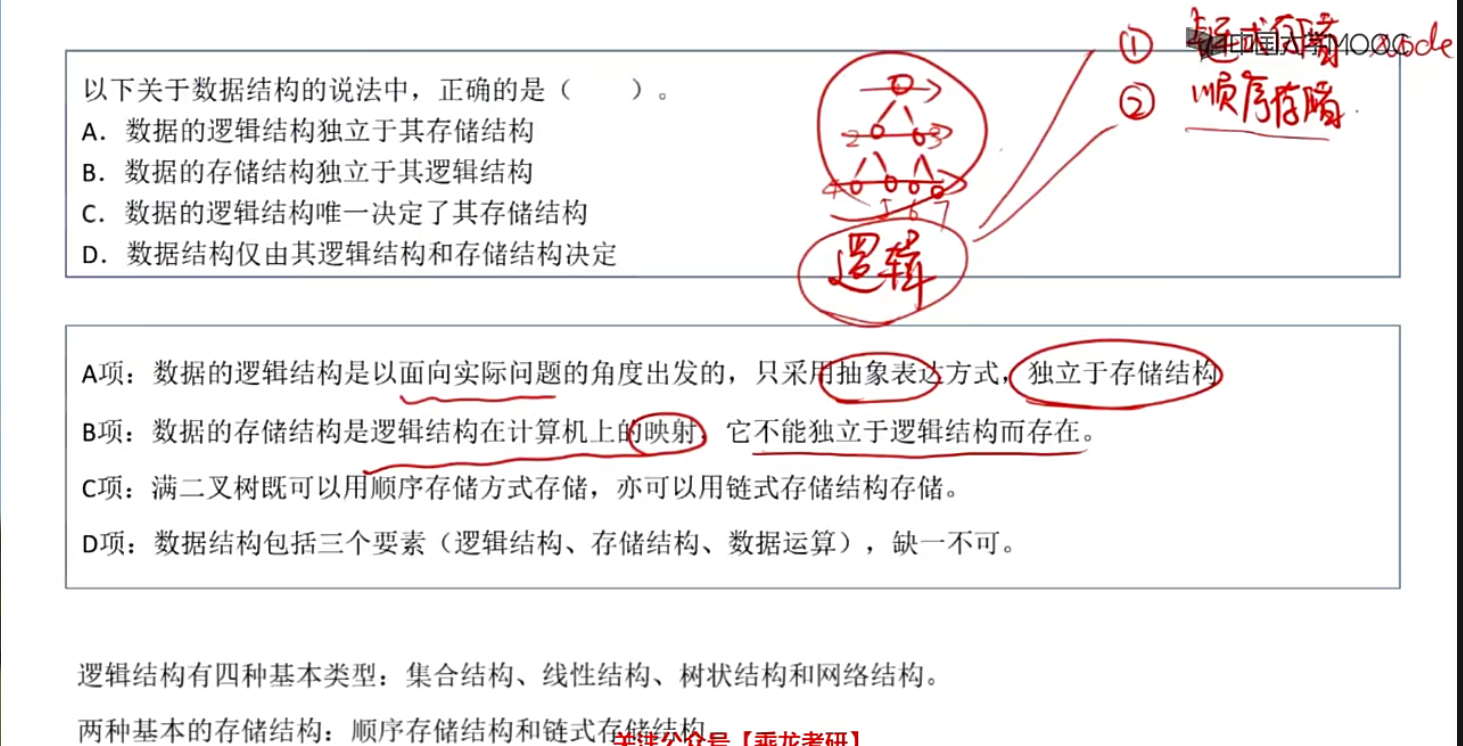 ① 链式存储 node
中国大学MOOC
② 顺序存储
以下关于数据结构的说法中，正确的是（　　）。
A．数据的逻辑结构独立于其存储结构
B．数据的存储结构独立于其逻辑结构
C．数据的逻辑结构唯一决定了其存储结构
D．数据结构仅由其逻辑结构和存储结构决定
2 3
4 5 6 7
逻辑
A项：数据的逻辑结构是以面向实际问题的角度出发的，只采用抽象表达方式，独立于存储结构
B项：数据的存储结构是逻辑结构在计算机上的映射，它不能独立于逻辑结构而存在。
C项：满二叉树既可以用顺序存储方式存储，亦可以用链式存储结构存储。
D项：数据结构包括三个要素（逻辑结构、存储结构、数据运算），缺一不可。
逻辑结构有四种基本类型：集合结构、线性结构、树状结构和网络结构。
两种基本的存储结构：顺序存储结构和链式存储结构。
关注公众号【乘龙考研】